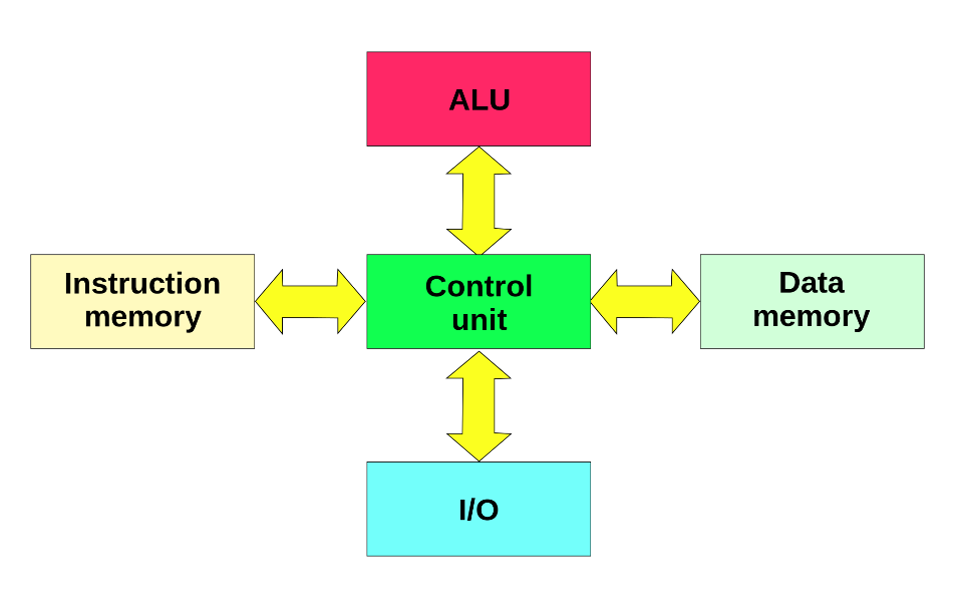 ALU
Instruction
memory
Control
unit
Data
memory
I/O